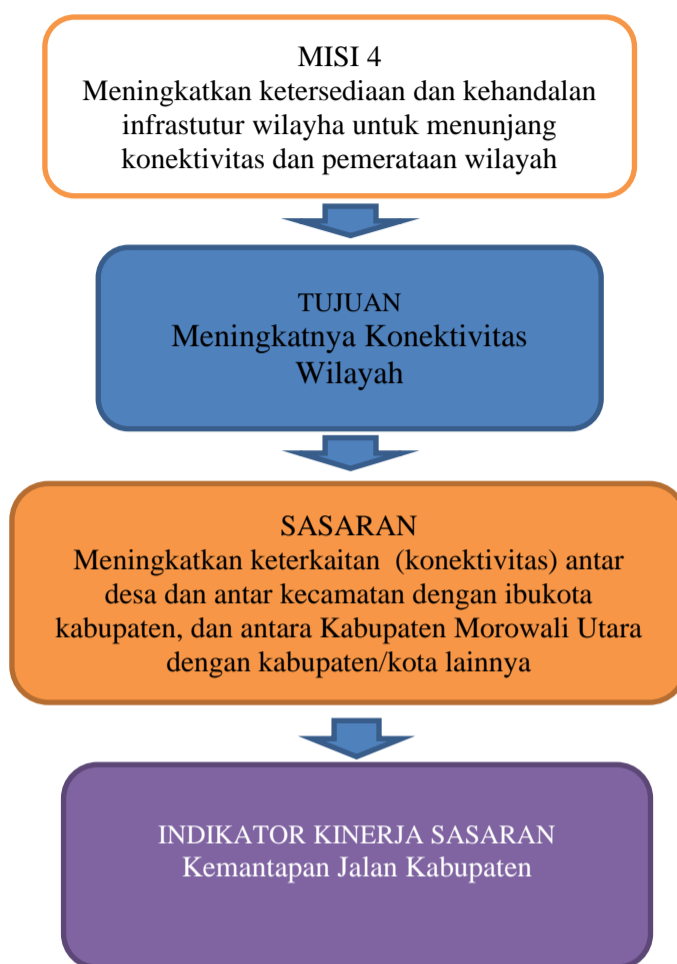 MISI 4
Meningkatkan ketersediaan dan kehandalan
infrastutur wilayha untuk menunjang
konektivitas dan pemerataan wilayah
TUJUAN
Meningkatnya Konektivitas
Wilayah
SASARAN
Meningkatkan keterkaitan (konektivitas) antar
desa dan antar kecamatan dengan ibukota
kabupaten, dan antara Kabupaten Morowali Utara
dengan kabupaten/kota lainnya
INDIKATOR KINERJA SASARAN
Kemantapan Jalan Kabupaten